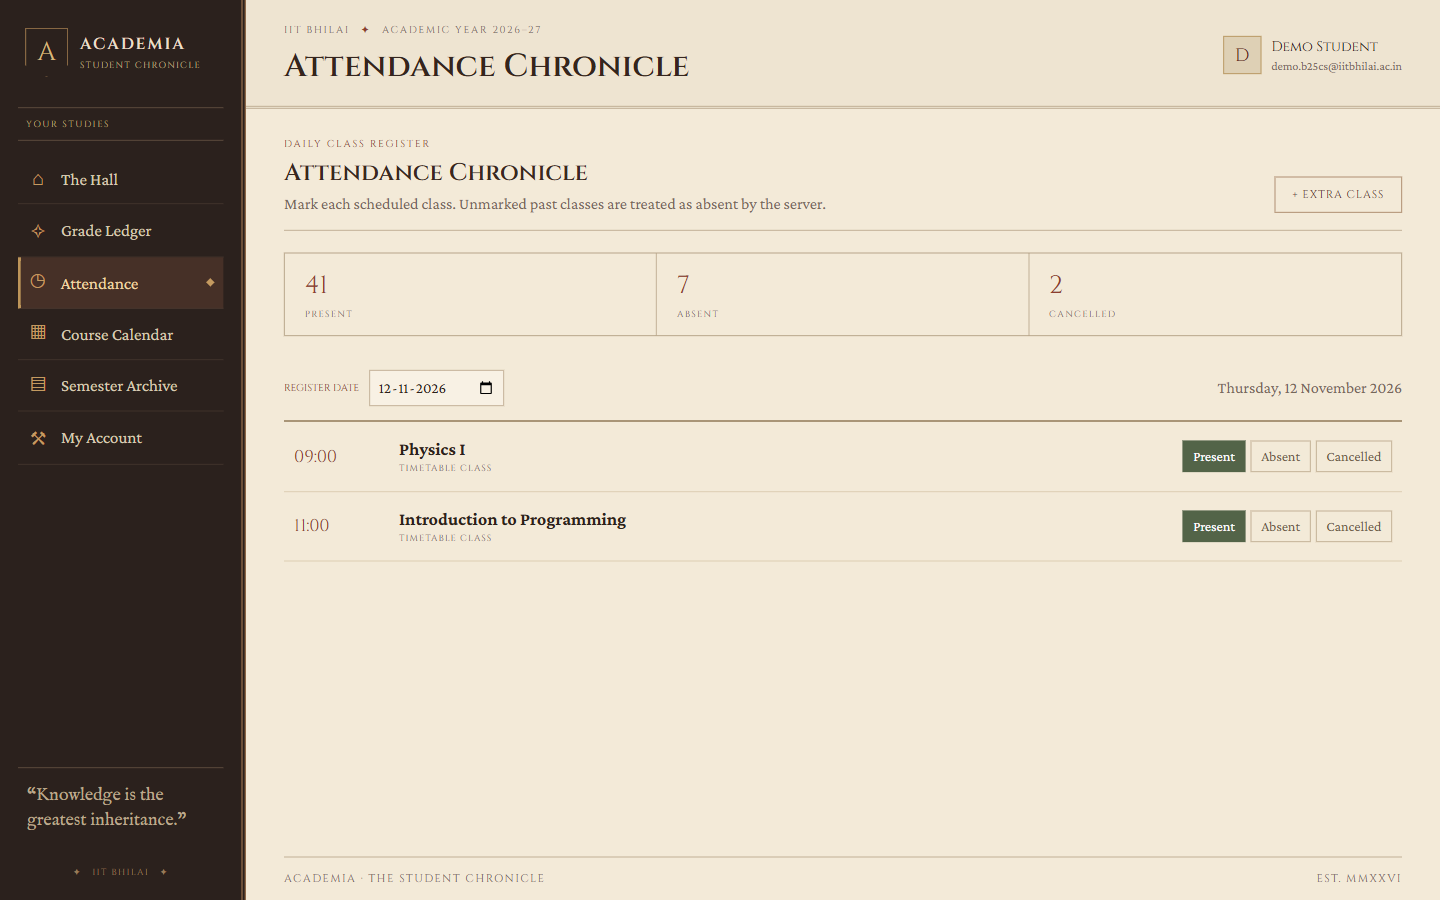 A
ACADEMIA
STUDENT CHRONICLE
YOUR STUDIES
The Hall
Grade Ledger
Attendance
Course Calendar
Semester Archive
My Account
“Knowledge is the
greatest inheritance.”
✦ IIT BHILAI ✦
IIT BHILAI ✦ ACADEMIC YEAR 2026–27
Attendance Chronicle
D
Demo Student
demo.b25cs@iitbhilai.ac.in
DAILY CLASS REGISTER
Attendance Chronicle
Mark each scheduled class. Unmarked past classes are treated as absent by the server.
+ EXTRA CLASS
41
PRESENT
7
ABSENT
2
CANCELLED
REGISTER DATE 12-11-2026
Thursday, 12 November 2026
09:00
Physics I
TIMETABLE CLASS
Present Absent Cancelled
11:00
Introduction to Programming
TIMETABLE CLASS
Present Absent Cancelled
ACADEMIA · THE STUDENT CHRONICLE
EST. MMXXVI